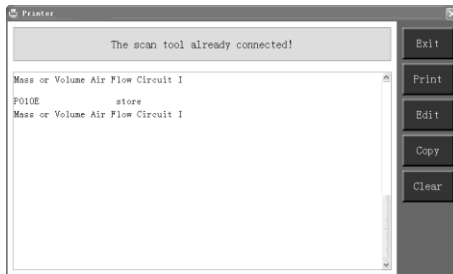 Printer
The scan tool already connected!
Exit
Mass or Volume Air Flow Circuit I
Print
P010E store
Mass or Volume Air Flow Circuit I
Edit
Copy
Clear